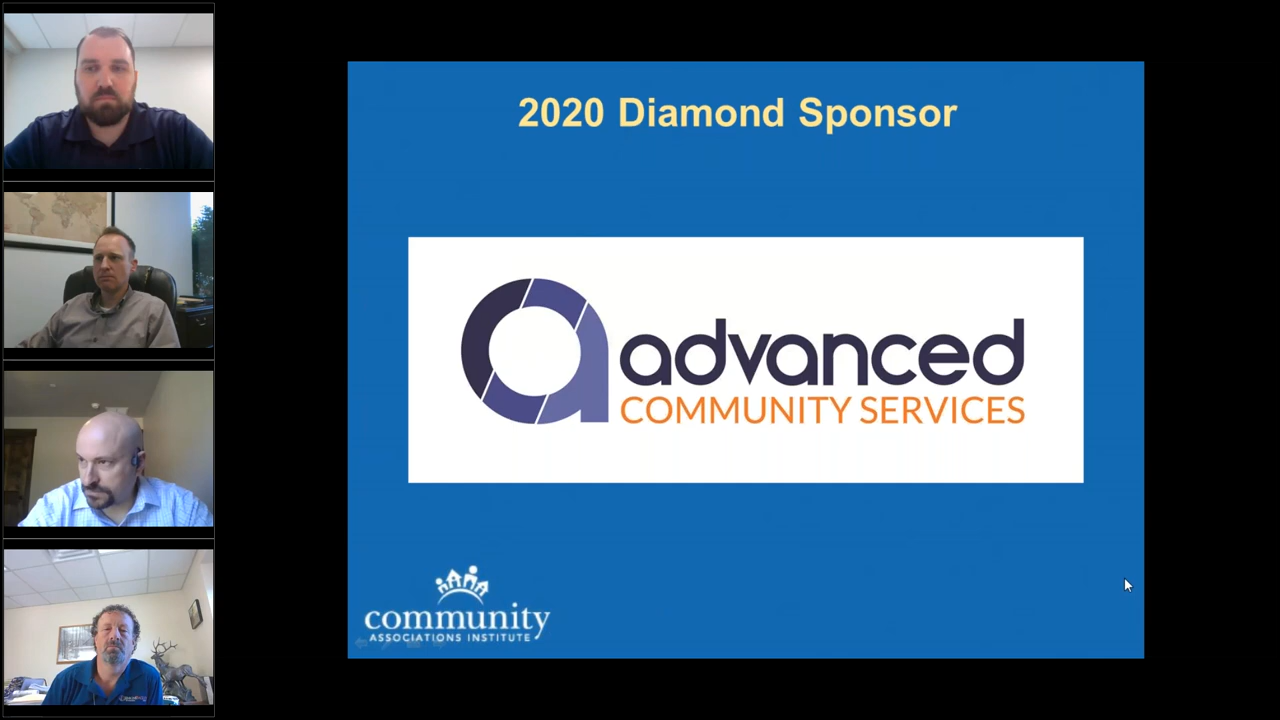 2020 Diamond Sponsor
advanced
COMMUNITY SERVICES
community
ASSOCIATIONS INSTITUTE